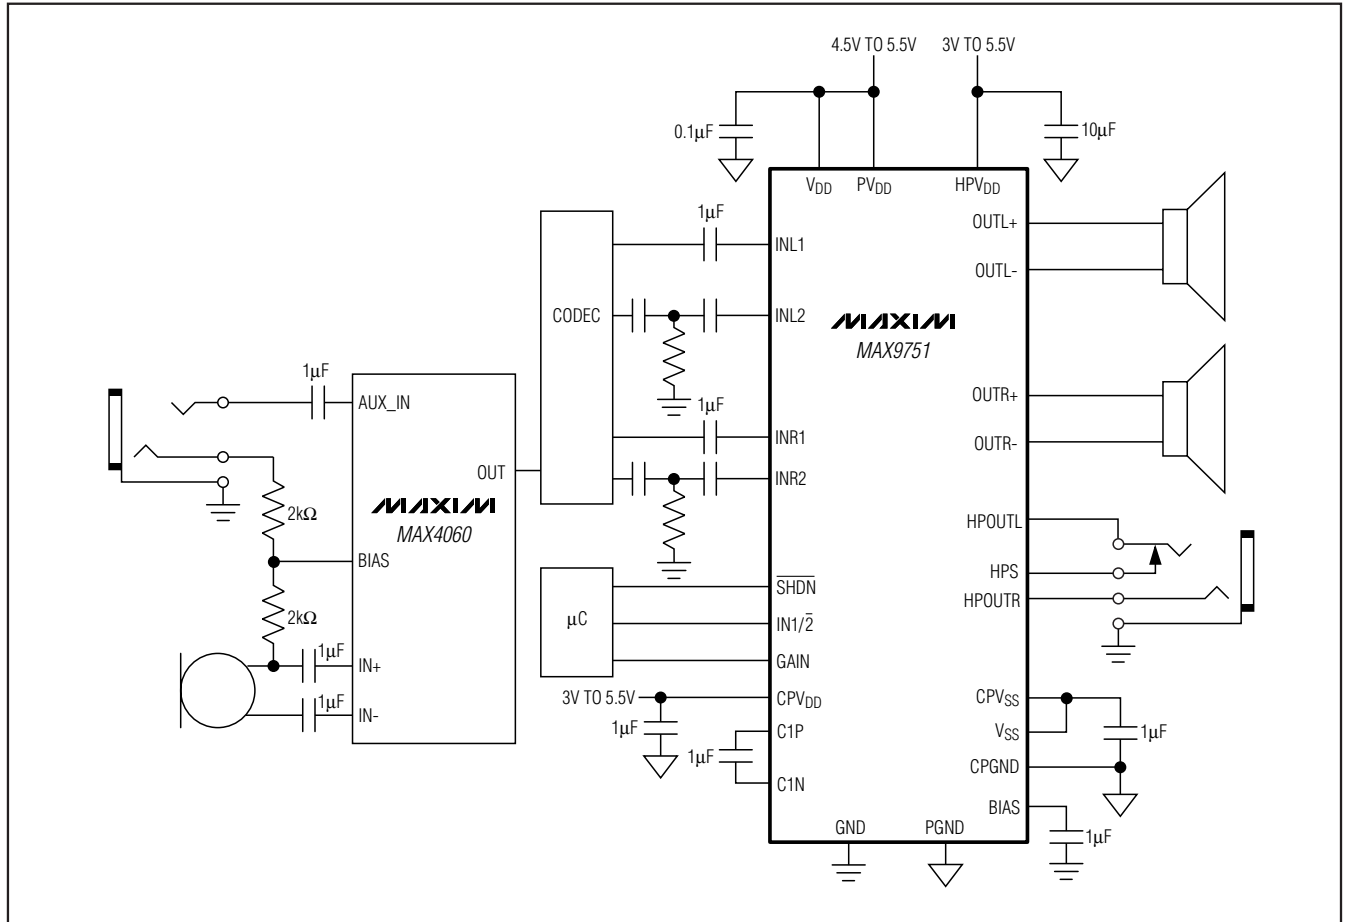 4.5V TO 5.5V
3V TO 5.5V
0.1µF
10µF
VDD
PVDD
HPVDD
1µF
INL1
OUTL+
OUTL-
CODEC
INL2
MAXIM
MAX9751
1µF
AUX_IN
1µF
INR1
OUTR+
OUTR-
OUT
INR2
MAXIM
MAX4060
2kΩ
BIAS
2kΩ
1µF
IN+
1µF
IN-
HPOUTL
HPS
HPOUTR
µC
SHDN
IN1/2
GAIN
3V TO 5.5V
CPVDD
1µF
C1P
1µF
C1N
CPVSS
VSS
1µF
CPGND
BIAS
1µF
GND
PGND